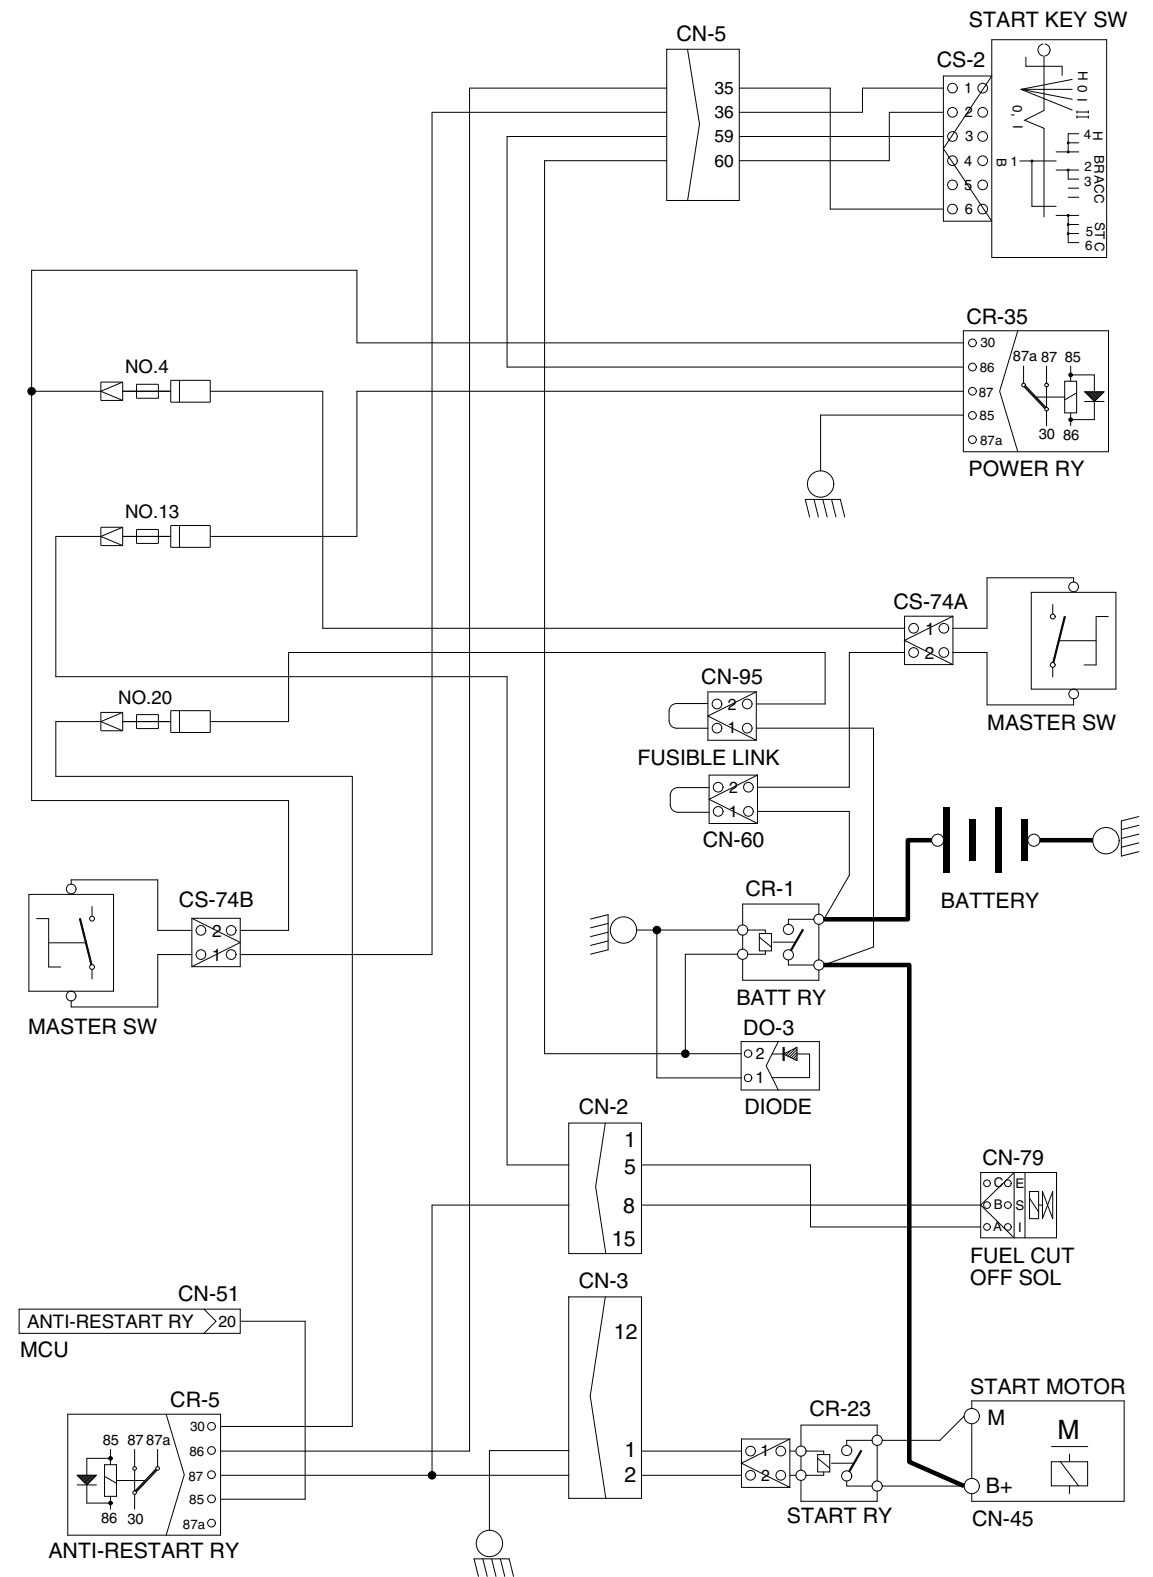 START KEY SW
CN-5
CS-2
35
36
59
60
1
2
3
4
5
6
H
0
I
II
0, I
B 1
4 H
2 BR
3 ACC
5 ST
6 C
CR-35
30
86
87
85
87a
87a 87 85
30 86
POWER RY
NO.4
NO.13
NO.20
CS-74A
1
2
MASTER SW
CN-95
2
1
FUSIBLE LINK
2
1
CN-60
BATTERY
CS-74B
2
1
MASTER SW
CR-1
BATT RY
DO-3
2
1
DIODE
CN-2
1
5
8
15
CN-79
C E
B S
A I
FUEL CUT
OFF SOL
CN-3
12
1
2
CN-51
ANTI-RESTART RY 20
MCU
CR-5
30
86
87
85
87a
85 87 87a
86 30
ANTI-RESTART RY
CR-23
1
2
START RY
START MOTOR
M
M
B+
CN-45